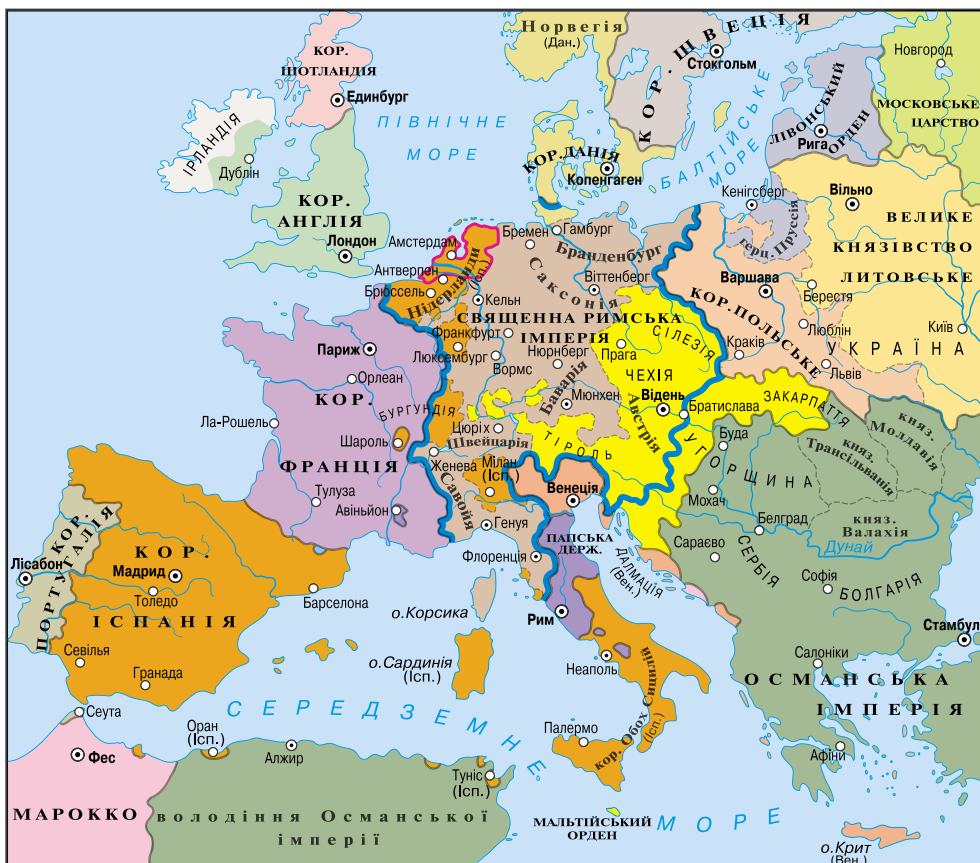 Норвегія
(Дан.)
КОР. ШВЕЦІЯ
Стокгольм
Новгород
МОСКОВСЬКЕ
ЦАРСТВО
КОР.
ШОТЛАНДІЯ
Единбург
ПІВНІЧНЕ
МОРЕ
БАЛТІЙСЬКЕ
МОРЕ
ЛІВОНСЬКИЙ
ОРДЕН
Рига
ІРЛАНДІЯ
Дублін
КОР. ДАНІЯ
Копенгаген
Кенігсберг
герц. Пруссія
Вільно
ВЕЛИКЕ
КНЯЗІВСТВО
ЛИТОВСЬКЕ
КОР.
АНГЛІЯ
Лондон
Амстердам
Антверпен
Брюссель
Нідерланди
(Ісп.)
Бремен
Гамбург
Бранденбург
Саксонія
Віттенберг
Варшава
КОР. ПОЛЬСЬКЕ
Берестя
Люблін
Київ
УКРАЇНА
Краків
Львів
Кельн
СВЯЩЕННА РИМСЬКА
ІМПЕРІЯ
СІЛЕЗІЯ
Франкфурт
Люксембург
Вормс
Нюрнберг
Прага
ЧЕХІЯ
Париж
Орлеан
КОР.
ФРАНЦІЯ
БУРГУНДІЯ
Ла-Рошель
Шароль
Тулуза
Авіньйон
Баварія
Мюнхен
Відень
Австрія
Братислава
ЗАКАРПАТТЯ
Цюріх
Швейцарія
ТІРОЛЬ
Женева
Савойя
Мілан
(Ісп.)
Венеція
Генуя
Флоренція
УГОРЩИНА
Буда
Мохач
княз.
Трансільванія
княз.
Молдавія
княз.
Валахія
Дунай
Белград
Сараєво
СЕРБІЯ
Софія
БОЛГАРІЯ
ДАЛМАЦІЯ
(Вен.)
ПАПСЬКА
ДЕРЖ.
Рим
КОР.
ПОРТУГАЛІЯ
Лісабон
КОР.
ІСПАНІЯ
Мадрид
Толедо
Барселона
Севілья
Гранада
о.Корсика
о.Сардинія
(Ісп.)
Неаполь
кор. Обох Сицилій
(Ісп.)
Палермо
Стамбул
Салоніки
ОСМАНСЬКА
ІМПЕРІЯ
Афіни
СЕРЕДЗЕМНЕ
МОРЕ
Сеута
Фес
МАРОККО
Оран
(Ісп.)
Алжир
Туніс
(Ісп.)
володіння Османської
імперії
МАЛЬТІЙСЬКИЙ
ОРДЕН
о.Крит
(Вен.)